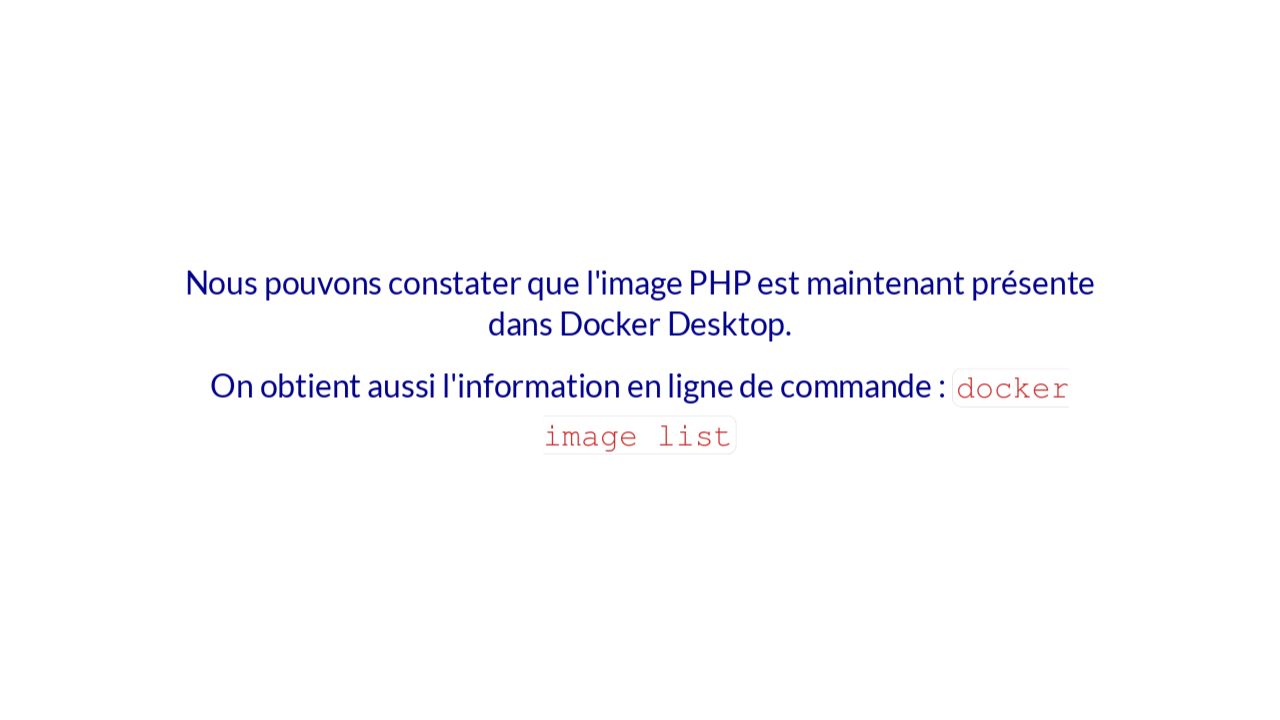 Nous pouvons constater que l'image PHP est maintenant présente
dans Docker Desktop.
On obtient aussi l'information en ligne de commande : docker
image list